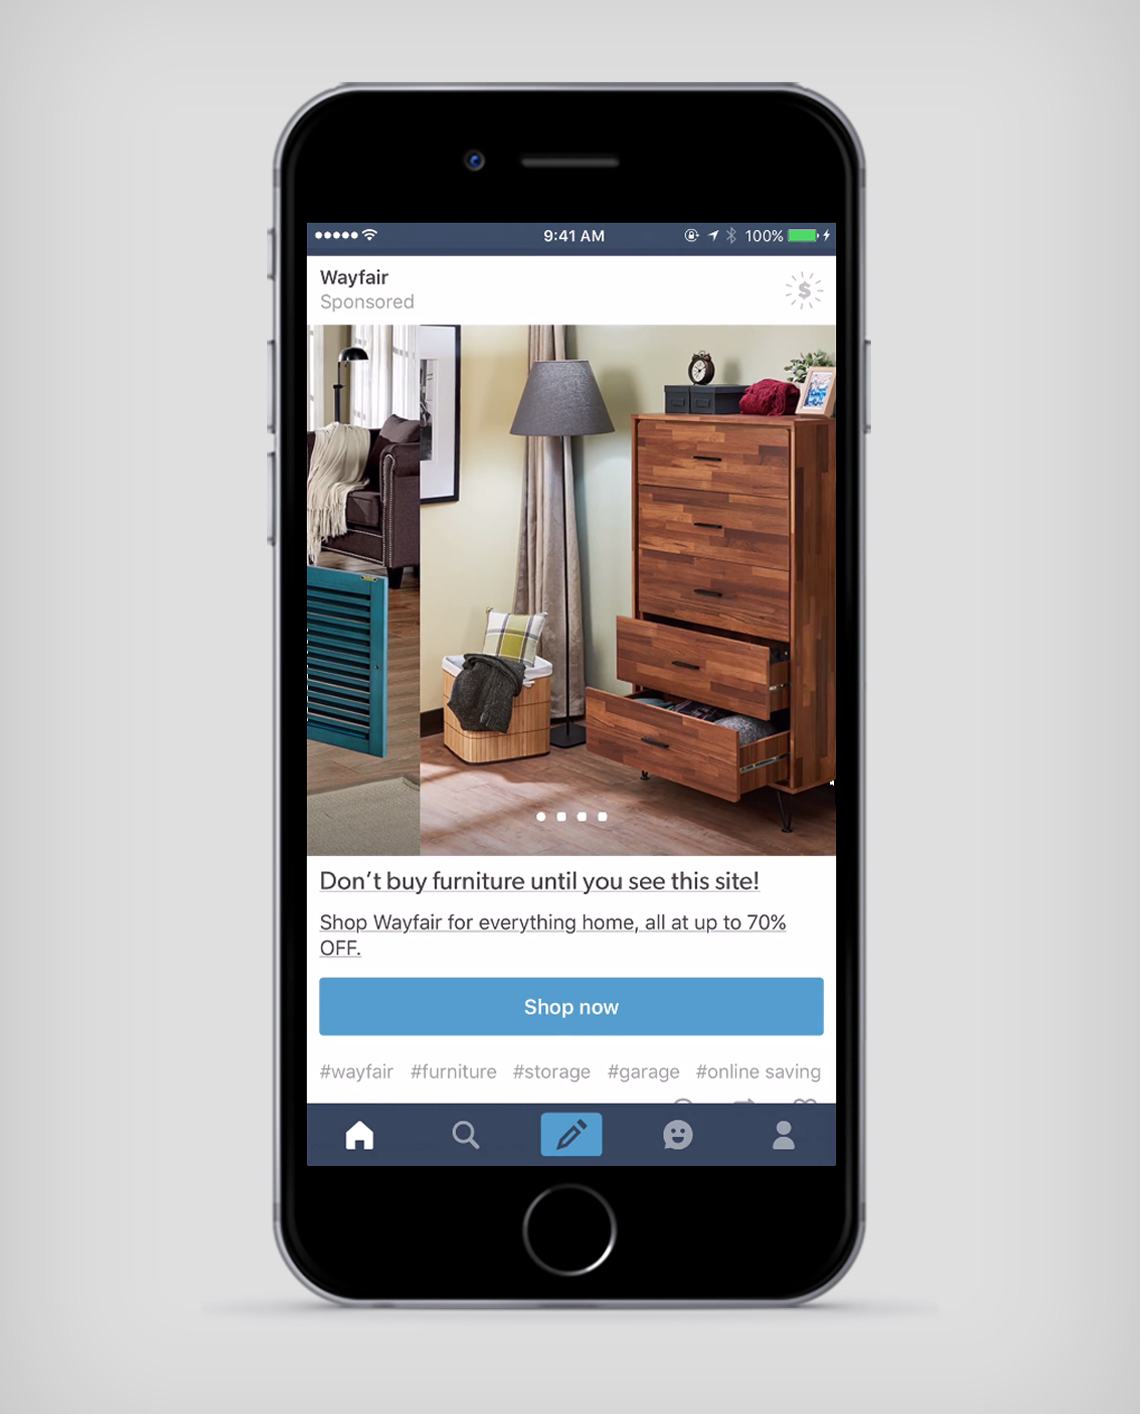 9:41 AM 100%
Wayfair
Sponsored
$
Don't buy furniture until you see this site!
Shop Wayfair for everything home, all at up to 70%
OFF.
Shop now
#wayfair #furniture #storage #garage #online saving